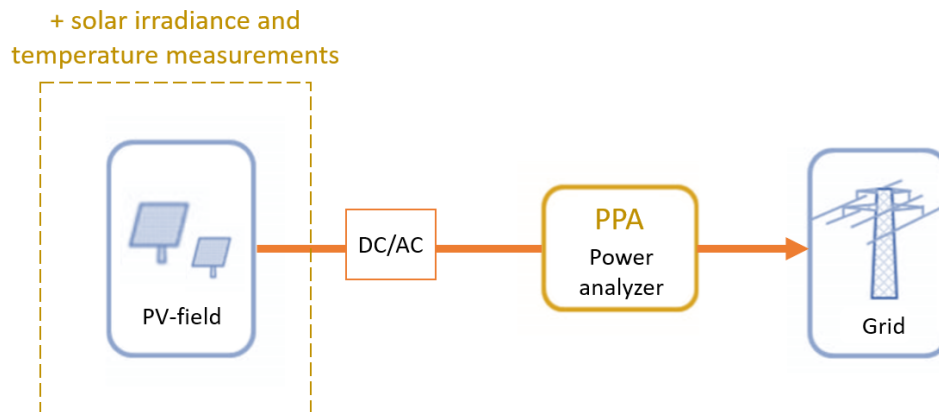 + solar irradiance and
temperature measurements
PV-field
DC/AC
PPA
Power
analyzer
Grid